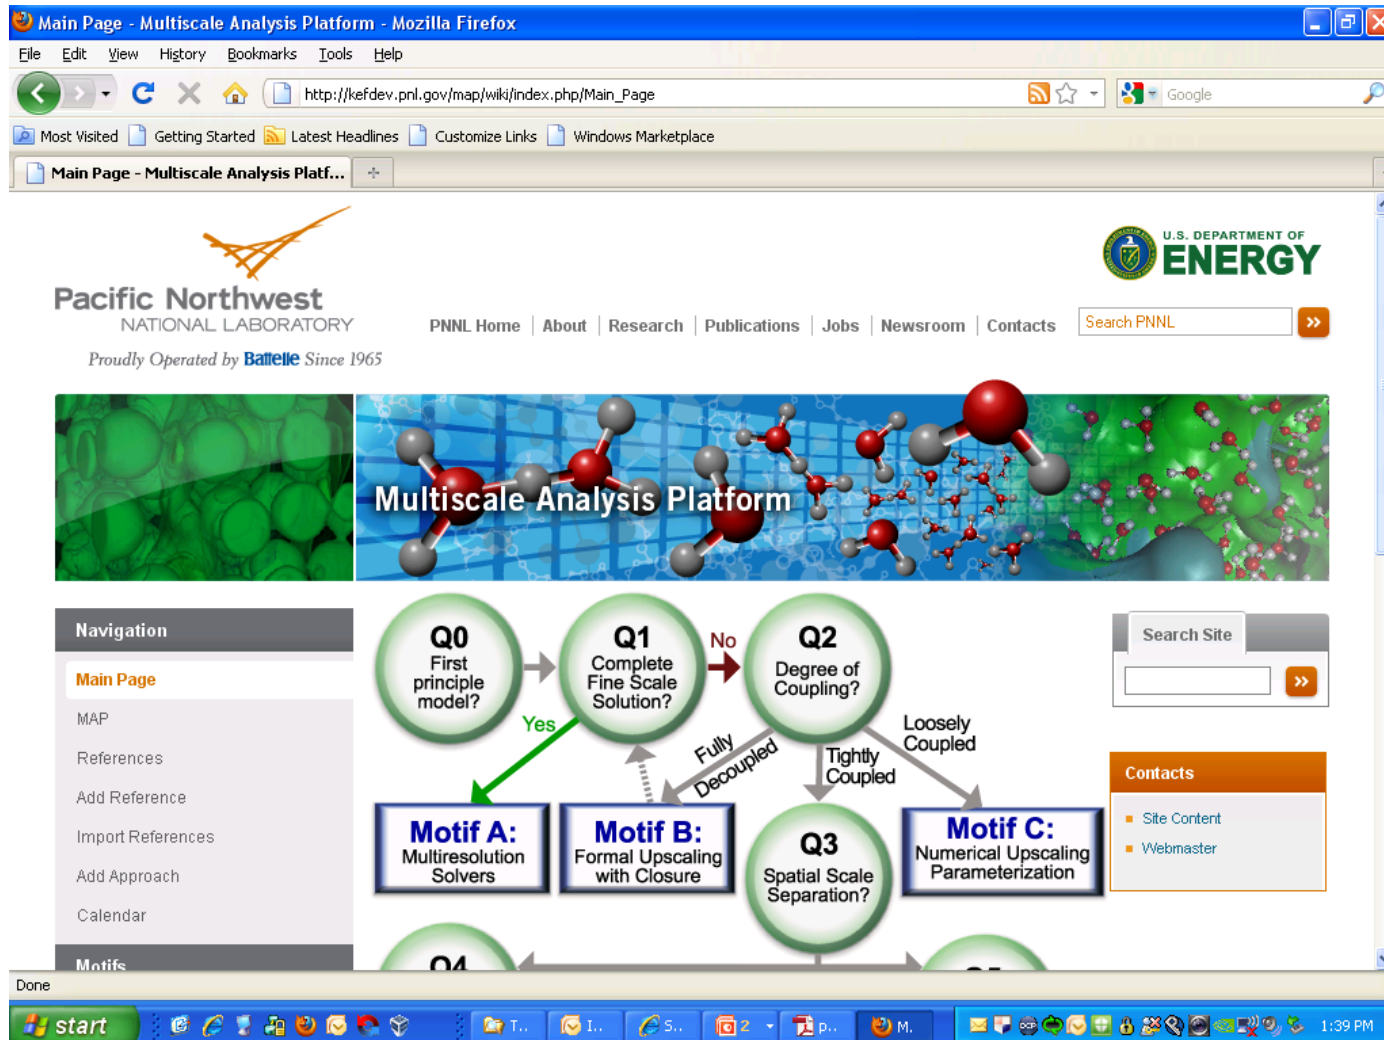 Main Page - Multiscale Analysis Platform - Mozilla Firefox
File Edit View History Bookmarks Tools Help
http://kefdev.pnl.gov/map/wiki/index.php/Main_Page
Google
Most Visited Getting Started Latest Headlines Customize Links Windows Marketplace
Main Page - Multiscale Analysis Platf...
U.S. DEPARTMENT OF
ENERGY
Pacific Northwest
NATIONAL LABORATORY
Proudly Operated by Battelle Since 1965
PNNL Home About Research Publications Jobs Newsroom Contacts
Search PNNL
Multiscale Analysis Platform
Navigation
Main Page
MAP
References
Add Reference
Import References
Add Approach
Calendar
Motifs
Q0
First
principle
model?
Q1
Complete
Fine Scale
Solution?
No
Q2
Degree of
Coupling?
Yes
Fully
Decoupled
Tightly
Coupled
Loosely
Coupled
Motif A:
Multiresolution
Solvers
Motif B:
Formal Upscaling
with Closure
Q3
Spatial Scale
Separation?
Motif C:
Numerical Upscaling
Parameterization
Q4
Q5
Search Site
Contacts
Site Content
Webmaster
Done
start
T..
I..
S..
2
p..
M.
1:39 PM